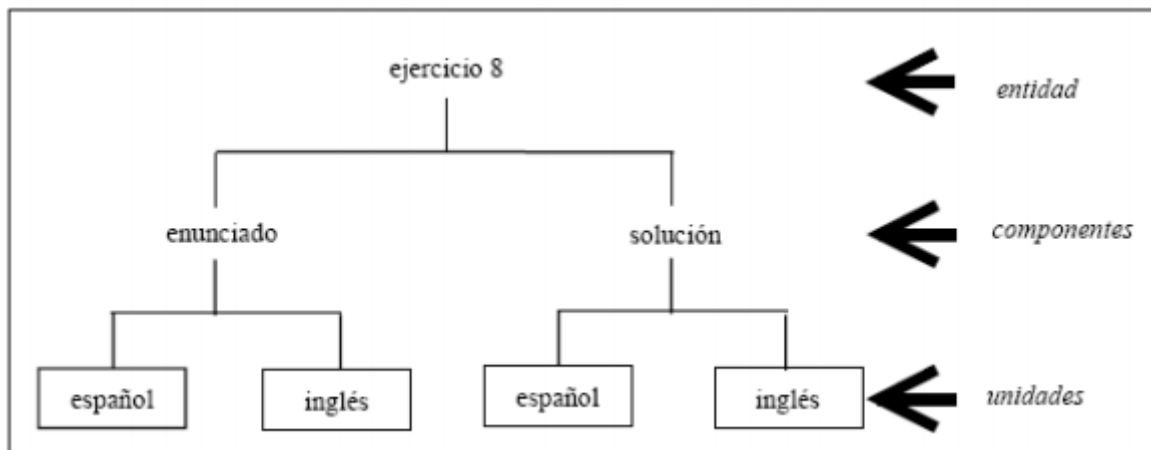 ejercicio 8
entidad
enunciado
solución
componentes
español
inglés
español
inglés
unidades